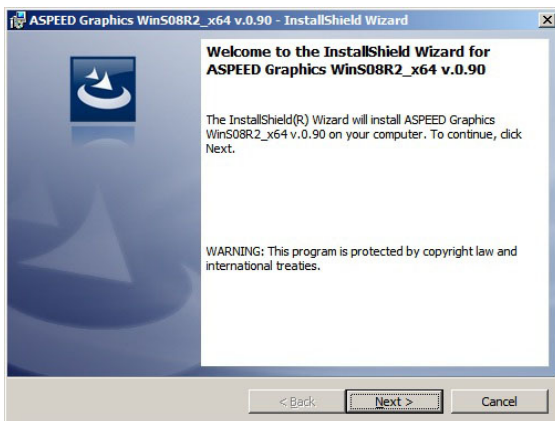 ASPEED Graphics WinS08R2_x64 v.0.90 - InstallShield Wizard
Welcome to the InstallShield Wizard for
ASPEED Graphics WinS08R2_x64 v.0.90
The InstallShield(R) Wizard will install ASPEED Graphics
WinS08R2_x64 v.0.90 on your computer. To continue, click
Next.
WARNING: This program is protected by copyright law and
international treaties.
< Back Next > Cancel